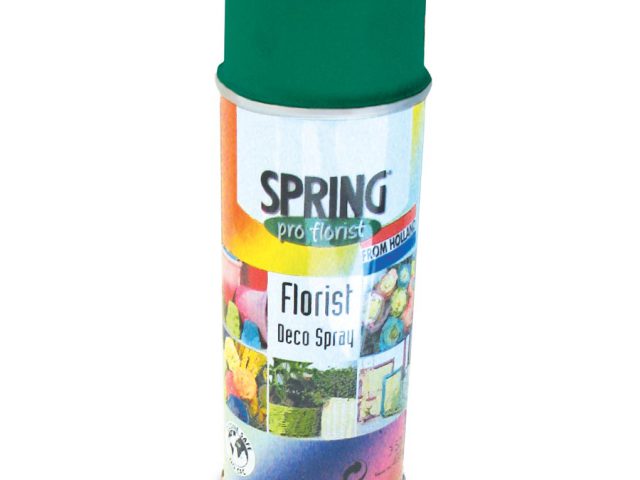 SPRING
pro florist
FROM HOLLAND
Florist
Deco Spray